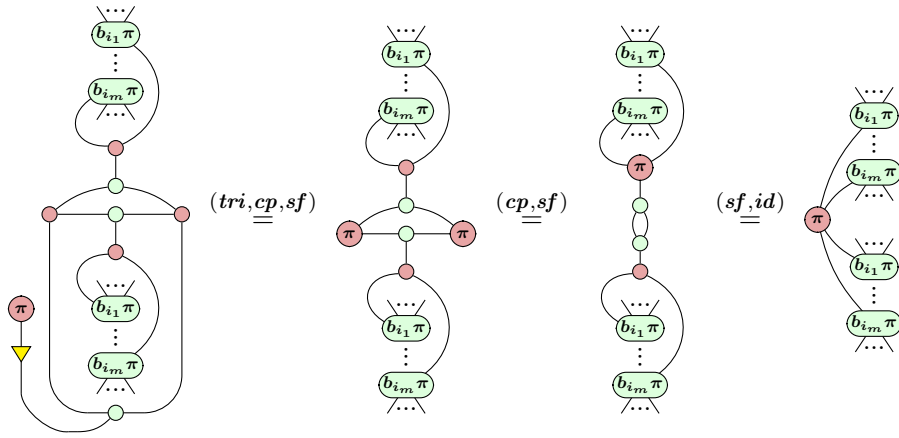 ...
b_{i_1}π
⋮
b_{i_m}π
...
π
...
b_{i_1}π
⋮
b_{i_m}π
...
(tri,cp,sf)
=
...
b_{i_1}π
⋮
b_{i_m}π
...
π π
...
b_{i_1}π
⋮
b_{i_m}π
...
(cp,sf)
=
...
b_{i_1}π
⋮
b_{i_m}π
...
π
...
b_{i_1}π
⋮
b_{i_m}π
...
(sf,id)
=
...
b_{i_1}π
⋮
b_{i_m}π
...
π
...
b_{i_1}π
⋮
b_{i_m}π
...